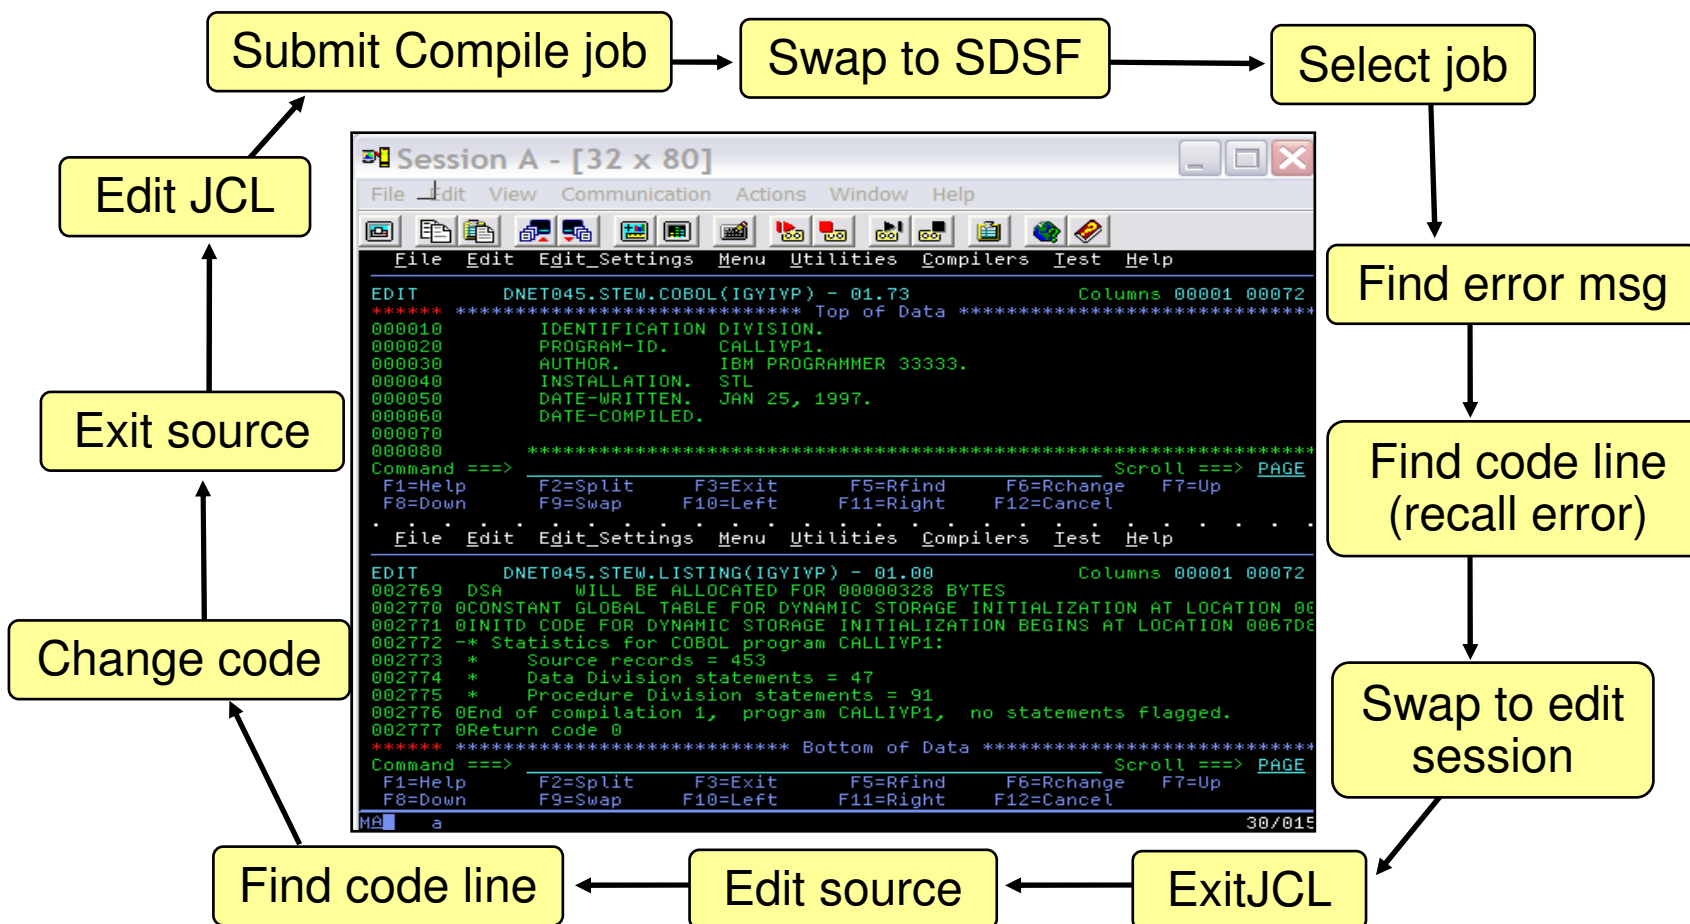 Submit Compile job
Swap to SDSF
Select job
Edit JCL
Find error msg
Exit source
Find code line
(recall error)
Change code
Swap to edit
session
Find code line
Edit source
ExitJCL
Session A - [32 x 80]
File Edit View Communication Actions Window Help
File Edit Edit_Settings Menu Utilities Compilers Test Help
EDIT DNET045.STEW.COBOL(IGYIVP) - 01.73 Columns 00001 00072
****** ***************************** Top of Data ******************************
000010 IDENTIFICATION DIVISION.
000020 PROGRAM-ID. CALLIVP1.
000030 AUTHOR. IBM PROGRAMMER 33333.
000040 INSTALLATION. STL
000050 DATE-WRITTEN. JAN 25, 1997.
000060 DATE-COMPILED.
000070
000080 ******************************************************************
Command ===> Scroll ===> PAGE
F1=Help F2=Split F3=Exit F5=Rfind F6=Rchange F7=Up
F8=Down F9=Swap F10=Left F11=Right F12=Cancel
. . . . . . . . . . . . . . . . . . . . . . . . . . .
File Edit Edit_Settings Menu Utilities Compilers Test Help
EDIT DNET045.STEW.LISTING(IGYIVP) - 01.00 Columns 00001 00072
002769 DSA WILL BE ALLOCATED FOR 00000328 BYTES
002770 0CONSTANT GLOBAL TABLE FOR DYNAMIC STORAGE INITIALIZATION AT LOCATION 00
002771 0INITD CODE FOR DYNAMIC STORAGE INITIALIZATION BEGINS AT LOCATION 0067D8
002772 -* Statistics for COBOL program CALLIVP1:
002773 * Source records = 453
002774 * Data Division statements = 47
002775 * Procedure Division statements = 91
002776 0End of compilation 1, program CALLIVP1, no statements flagged.
002777 0Return code 0
****** **************************** Bottom of Data ****************************
Command ===> Scroll ===> PAGE
F1=Help F2=Split F3=Exit F5=Rfind F6=Rchange F7=Up
F8=Down F9=Swap F10=Left F11=Right F12=Cancel
MA a 30/015